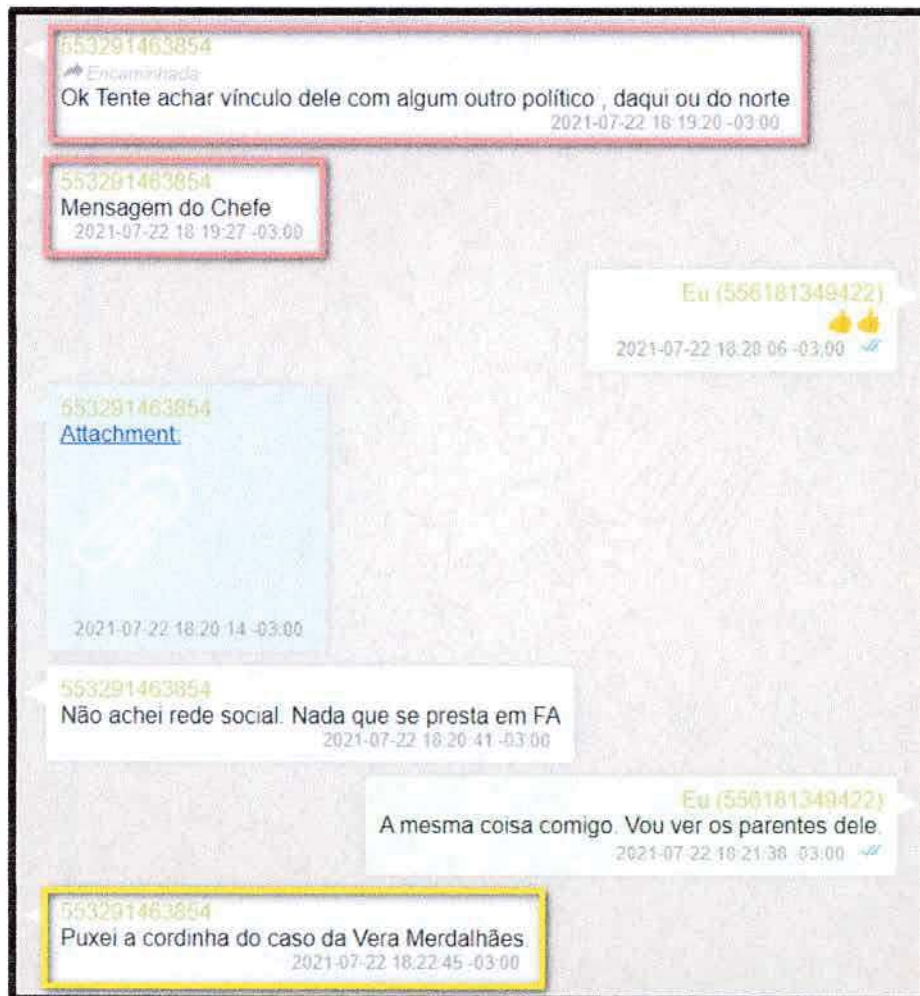 553291463854
Encaminhada
Ok Tente achar vínculo dele com algum outro político , daqui ou do norte
2021-07-22 18:19:20 -03:00
553291463854
Mensagem do Chefe
2021-07-22 18:19:27 -03:00
Eu (556181349422)
👍👍
2021-07-22 18:20:06 -03:00
553291463854
Attachment:
2021-07-22 18:20:14 -03:00
553291463854
Não achei rede social. Nada que se presta em FA
2021-07-22 18:20:41 -03:00
Eu (556181349422)
A mesma coisa comigo. Vou ver os parentes dele.
2021-07-22 18:21:38 -03:00
553291463854
Puxei a cordinha do caso da Vera Merdalhães
2021-07-22 18:22:45 -03:00